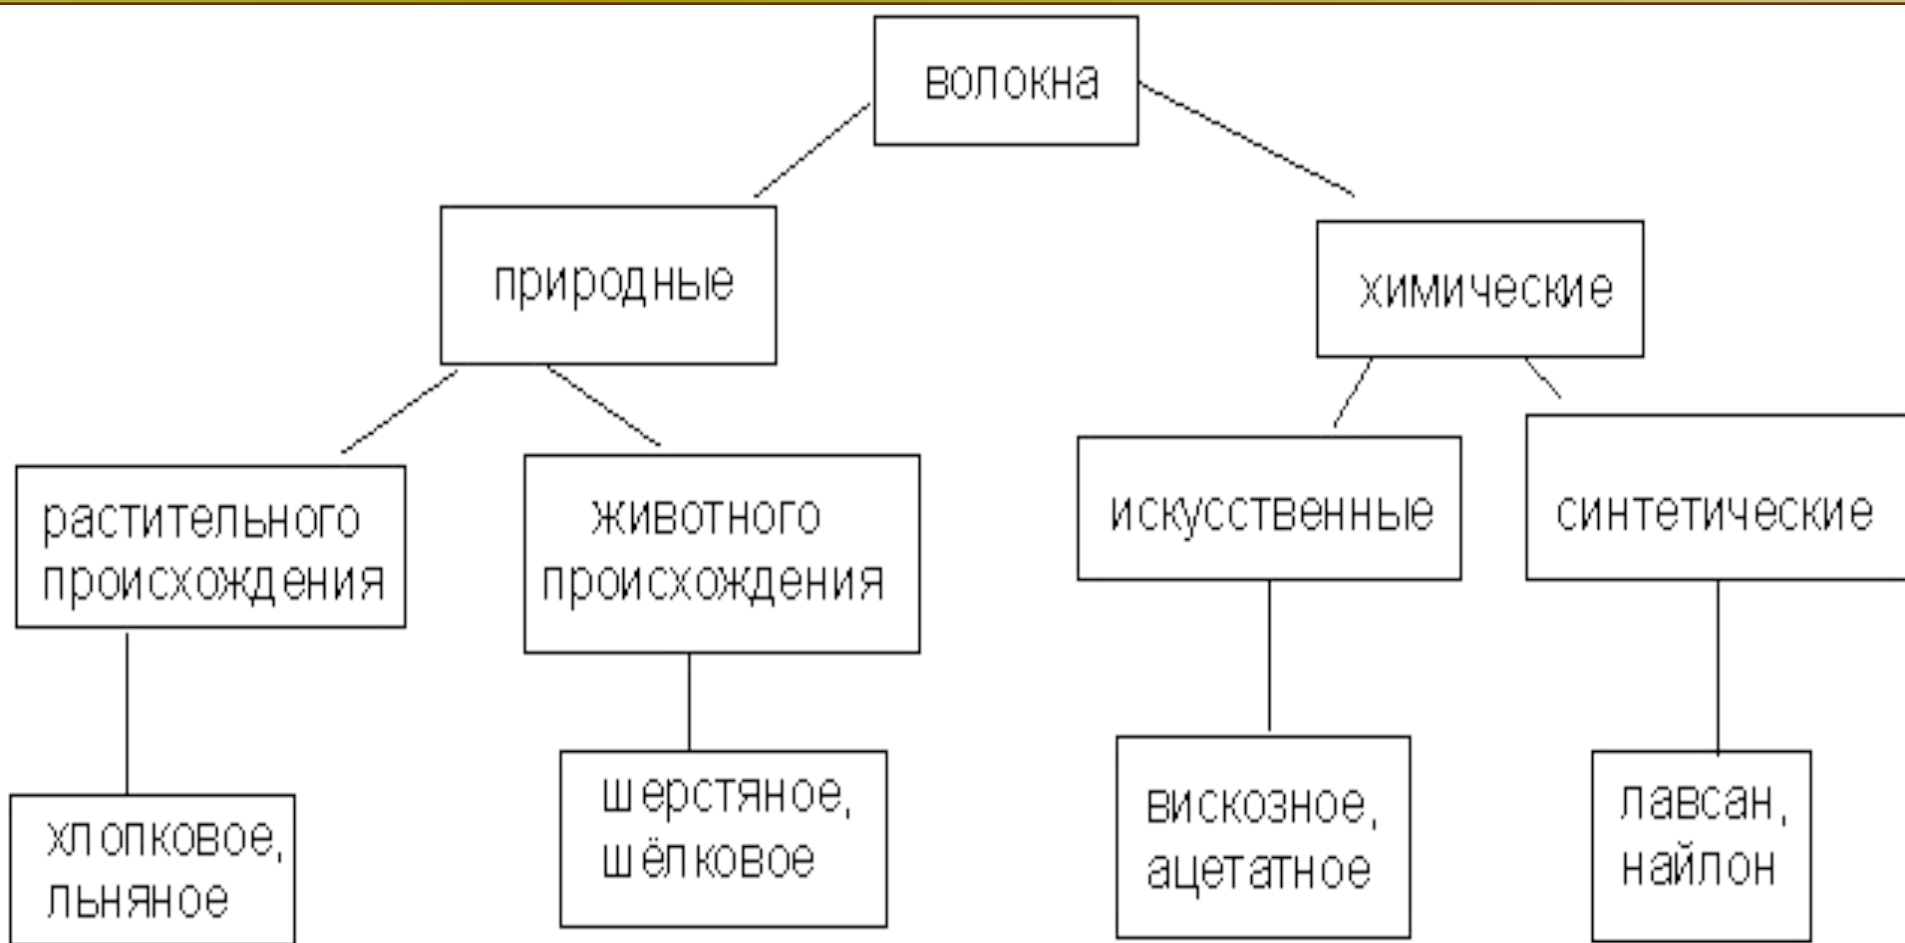 волокна
природные
химические
растительного
происхождения
животного
происхождения
искусственные
синтетические
хлопковое,
льняное
шерстяное,
шёлковое
вискозное,
ацетатное
лавсан,
найлон